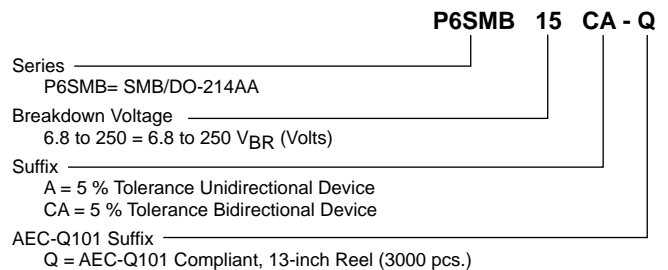 P6SMB 15 CA - Q
Series
P6SMB= SMB/DO-214AA
Breakdown Voltage
6.8 to 250 = 6.8 to 250 VBR (Volts)
Suffix
A = 5 % Tolerance Unidirectional Device
CA = 5 % Tolerance Bidirectional Device
AEC-Q101 Suffix
Q = AEC-Q101 Compliant, 13-inch Reel (3000 pcs.)